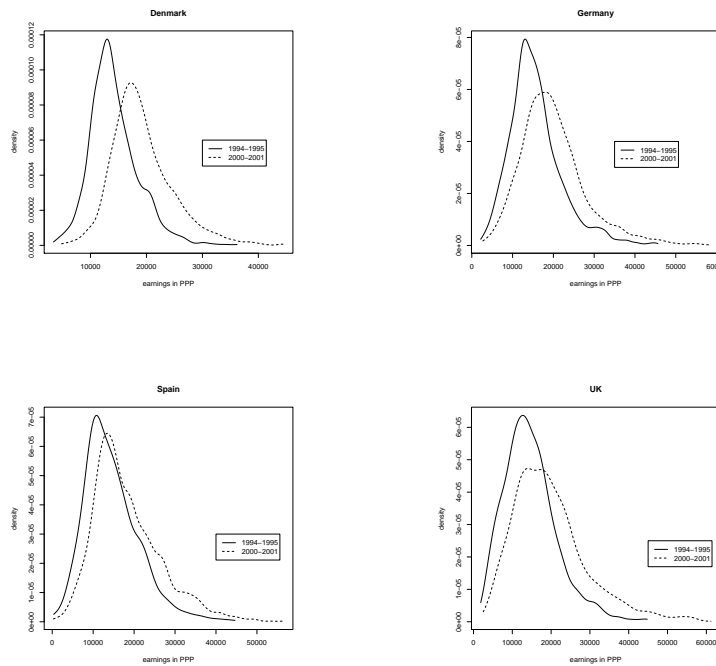 Denmark
density
0.00000 0.00002 0.00004 0.00006 0.00008 0.00010 0.00012
1994−1995
2000−2001
10000 20000 30000 40000
earnings in PPP
Germany
density
0e+00 2e−05 4e−05 6e−05 8e−05
1994−1995
2000−2001
0 10000 20000 30000 40000 50000
earnings in PPP
Spain
density
0e+00 1e−05 2e−05 3e−05 4e−05 5e−05 6e−05 7e−05
1994−1995
2000−2001
0 10000 20000 30000 40000 50000
earnings in PPP
UK
density
0e+00 1e−05 2e−05 3e−05 4e−05 5e−05 6e−05
1994−1995
2000−2001
0 10000 20000 30000 40000 50000 60000
earnings in PPP